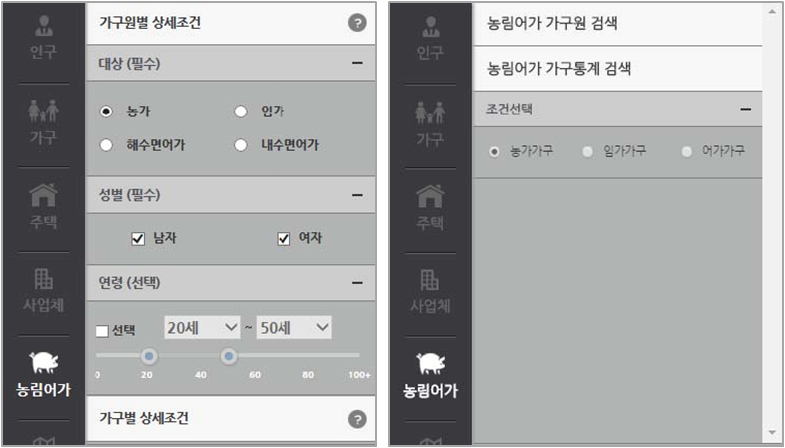 인구
가구
주택
사업체
농림어가
가구원별 상세조건 ?
대상 (필수)
농가 임가
해수면어가 내수면어가
성별 (필수)
남자 여자
연령 (선택)
선택 20세 ~ 50세
0 20 40 60 80 100+
가구별 상세조건 ?
인구
가구
주택
사업체
농림어가
농림어가 가구원 검색
농림어가 가구통계 검색
조건선택
농가가구 임가가구 어가가구